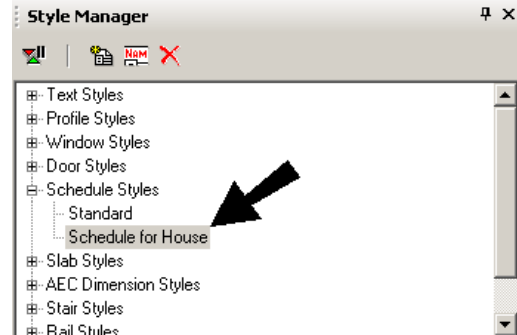 Style Manager
NAM
Text Styles
Profile Styles
Window Styles
Door Styles
Schedule Styles
Standard
Schedule for House
Slab Styles
AEC Dimension Styles
Stair Styles
Rail Styles